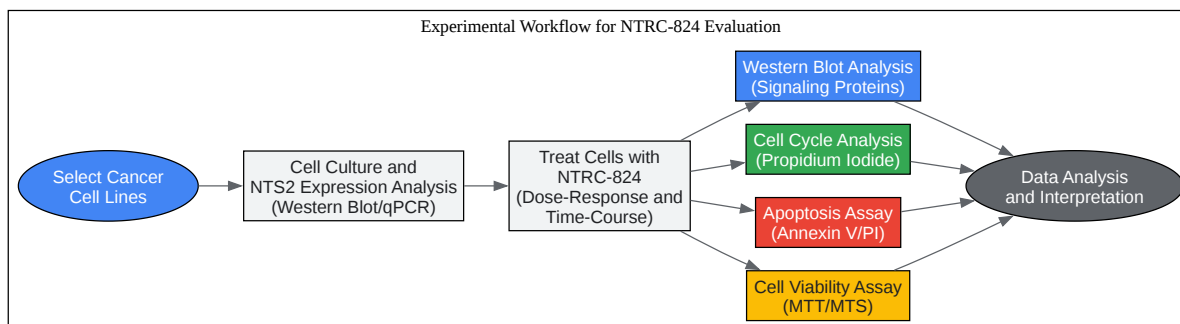 Experimental Workflow for NTRC-824 Evaluation
Select Cancer
Cell Lines
Cell Culture and
NTS2 Expression Analysis
(Western Blot/qPCR)
Treat Cells with
NTRC-824
(Dose-Response and
Time-Course)
Western Blot Analysis
(Signaling Proteins)
Cell Cycle Analysis
(Propidium Iodide)
Apoptosis Assay
(Annexin V/PI)
Cell Viability Assay
(MTT/MTS)
Data Analysis
and Interpretation